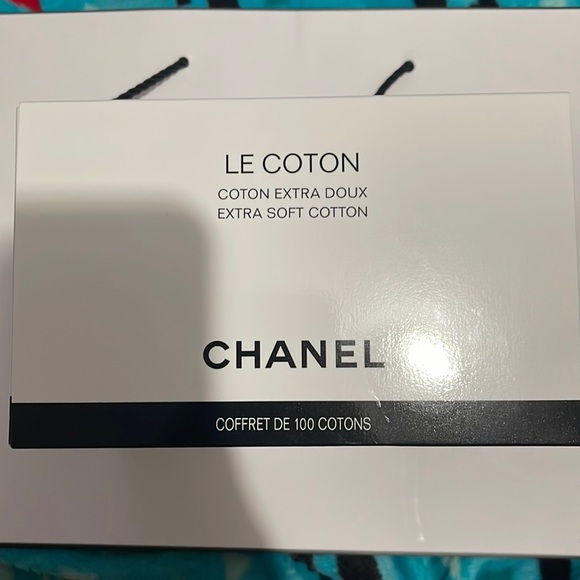 LE COTON
COTON EXTRA DOUX
EXTRA SOFT COTTON
CHANEL
COFFRET DE 100 COTONS